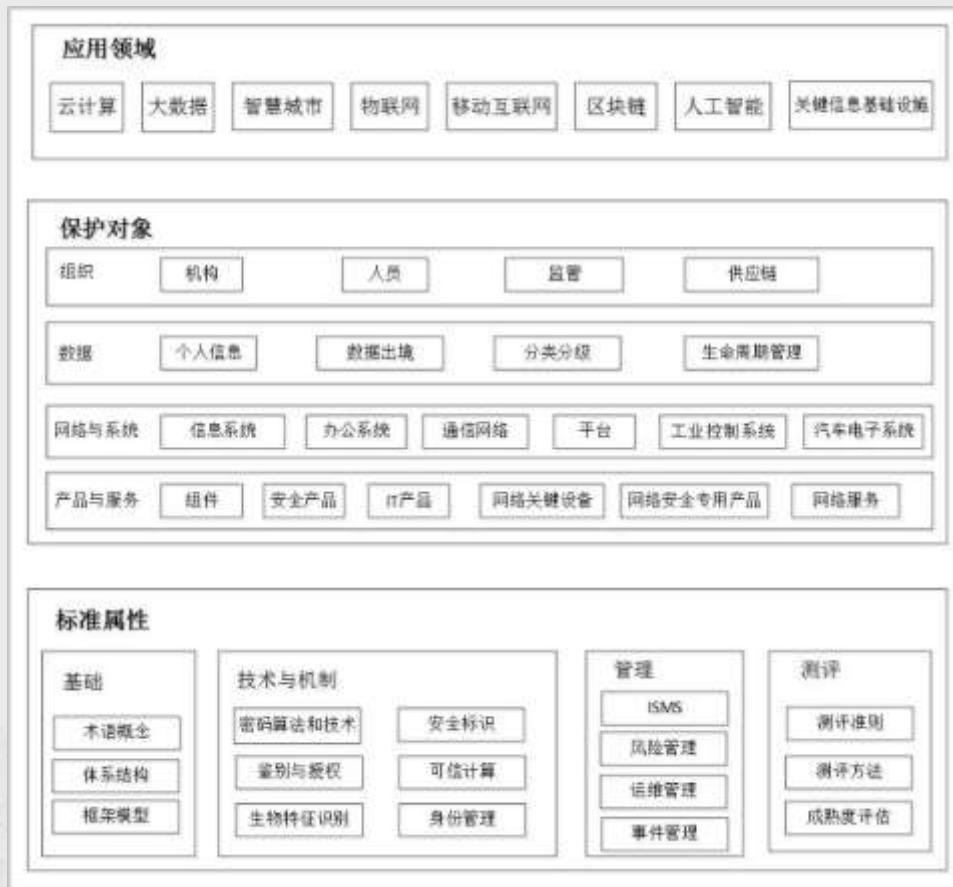 应用领域
云计算 大数据 智慧城市 物联网 移动互联网 区块链 人工智能 关键信息基础设施
保护对象
组织 机构 人员 监管 供应链
数据 个人信息 数据出境 分类分级 生命周期管理
网络与系统 信息系统 办公系统 通信网络 平台 工业控制系统 汽车电子系统
产品与服务 组件 安全产品 IT产品 网络关键设备 网络安全专用产品 网络服务
标准属性
基础
术语概念
体系结构
框架模型
技术与机制
密码算法和技术 安全标识
鉴别与授权 可信计算
生物特征识别 身份管理
管理
ISMS
风险管理
运维管理
事件管理
测评
测评准则
测评方法
成熟度评估